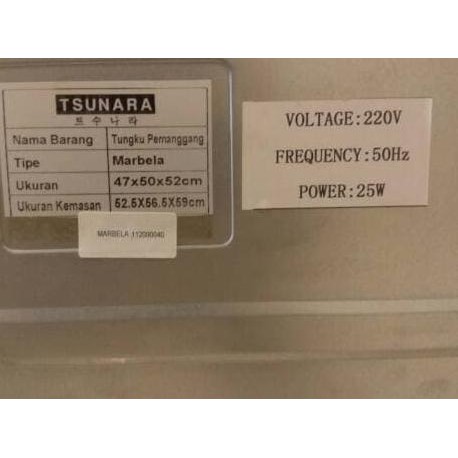 TSUNARA
트 수 나 라
Nama Barang Tungku Pemanggang
Tipe Marbela
Ukuran 47x50x52cm
Ukuran Kemasan 52.5X56.5X59cm
MARBELA 112000040
VOLTAGE:220V
FREQUENCY:50Hz
POWER:25W